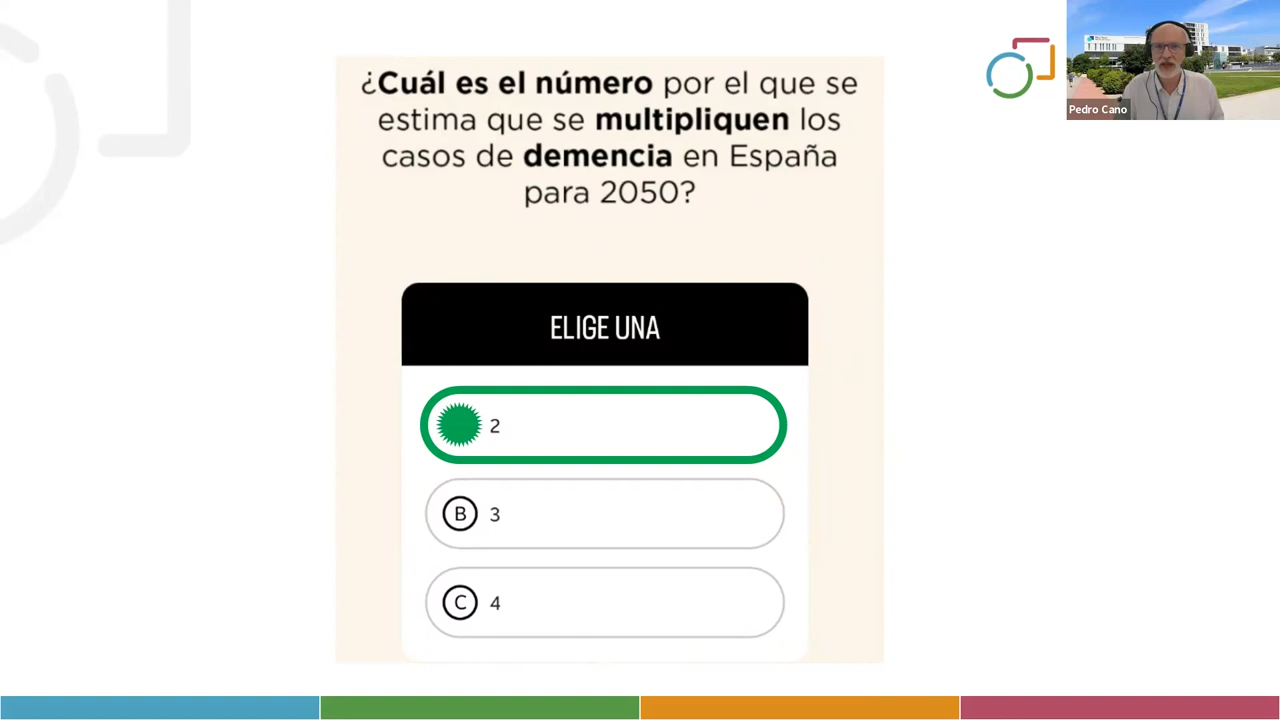 ¿Cuál es el número por el que se
estima que se multipliquen los
casos de demencia en España
para 2050?
ELIGE UNA
2
B 3
C 4
Pedro Cano